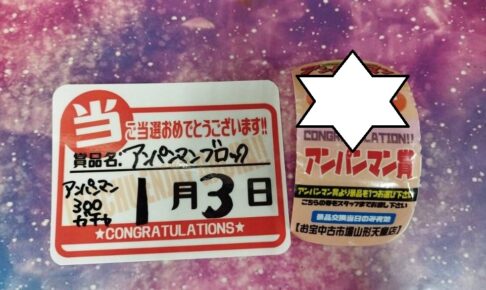 当
ご当選おめでとうございます!!
賞品名:アンパンマンブロック
アンパンマン
300
ガチャ
1月3日
★CONGRATULATIONS★
CONGRATULATION!!
アンパンマン賞
アンパンマン賞より景品を1つお選び下さい
こちらの券をスタッフまでお渡し下さい
景品交換当日のみ有効
【お宝中古市場山形天童店】